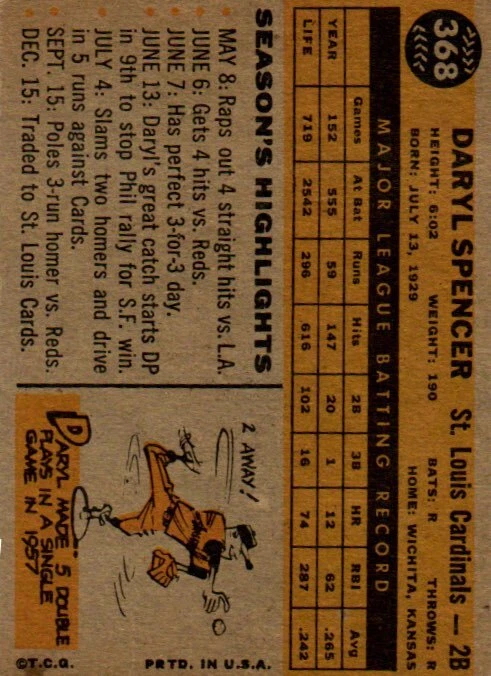 368
DARYL SPENCER St. Louis Cardinals — 2B
HEIGHT: 6:02 WEIGHT: 190 BATS: R THROWS: R
BORN: JULY 13, 1929 HOME: WICHITA, KANSAS
MAJOR LEAGUE BATTING RECORD
Games At Bat Runs Hits 2B 3B HR RBI Avg
YEAR 152 555 59 147 20 1 12 62 .265
LIFE 719 2542 296 616 102 16 74 287 .242
SEASON'S HIGHLIGHTS
MAY 8: Raps out 4 straight hits vs. L.A.
JUNE 6: Gets 4 hits vs. Reds.
JUNE 7: Has perfect 3-for-3 day.
JUNE 13: Daryl's great catch starts DP
in 9th to stop Phil rally for S.F. win.
JULY 4: Slams two homers and drive
in 5 runs against Cards.
SEPT. 15: Poles 3-run homer vs. Reds.
DEC. 15: Traded to St. Louis Cards.
2 AWAY!
DARYL MADE 5 DOUBLE
PLAYS IN A SINGLE
GAME IN 1957
©T.C.G. PRTD. IN U.S.A.